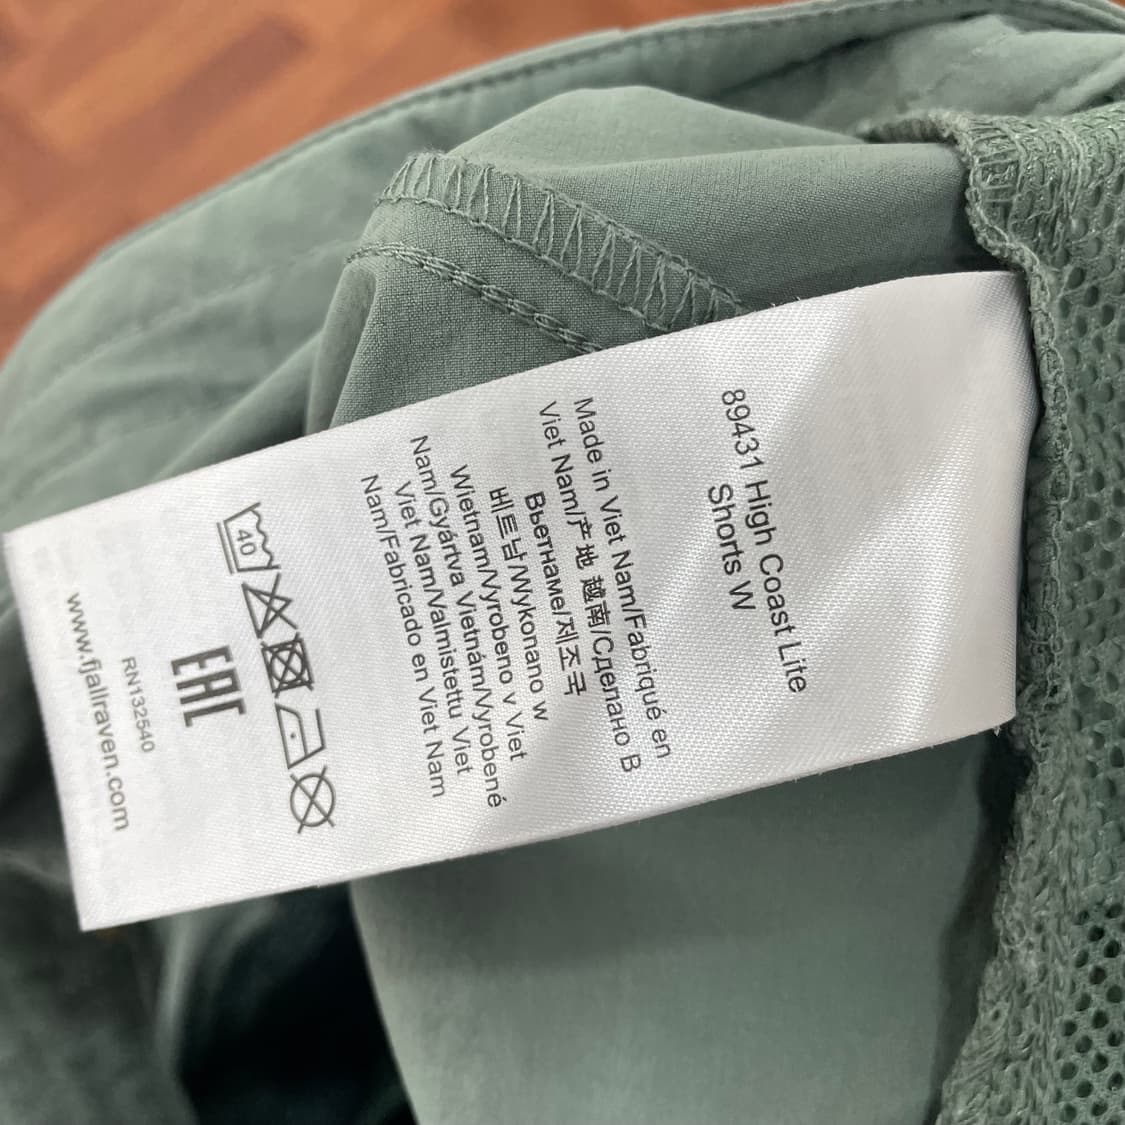 89431 High Coast Lite
Shorts W
Made in Viet Nam/Fabriqué en
Viet Nam/产地 越南/Сделано В
Вьетнаме/제조국
베트남/Wykonano w
Wietnam/Vyrobeno v Viet
Nam/Gyártva Vietnám/Vyrobené
Viet Nam/Valmistettu Viet
Nam/Fabricado en Viet Nam
40
EAC
RN132540
www.fjallraven.com